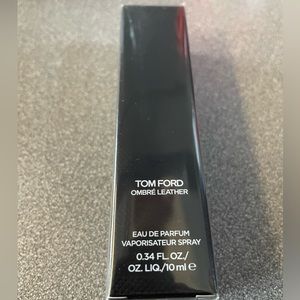 TOM FORD
OMBRÉ LEATHER
EAU DE PARFUM
VAPORISATEUR SPRAY
0.34 FL.OZ./
OZ. LIQ./10 ml ℮